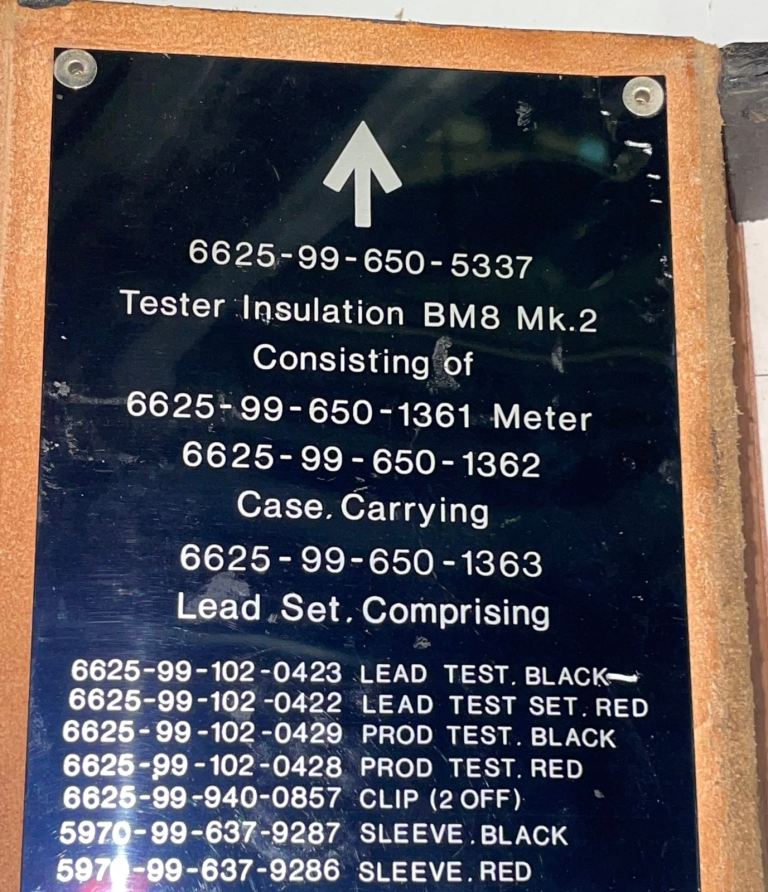 6625-99-650-5337
Tester Insulation BM8 Mk.2
Consisting of
6625-99-650-1361 Meter
6625-99-650-1362
Case. Carrying
6625-99-650-1363
Lead Set. Comprising
6625-99-102-0423 LEAD TEST. BLACK
6625-99-102-0422 LEAD TEST SET. RED
6625-99-102-0429 PROD TEST. BLACK
6625-99-102-0428 PROD TEST. RED
6625-99-940-0857 CLIP (2 OFF)
5970-99-637-9287 SLEEVE. BLACK
5970-99-637-9286 SLEEVE. RED